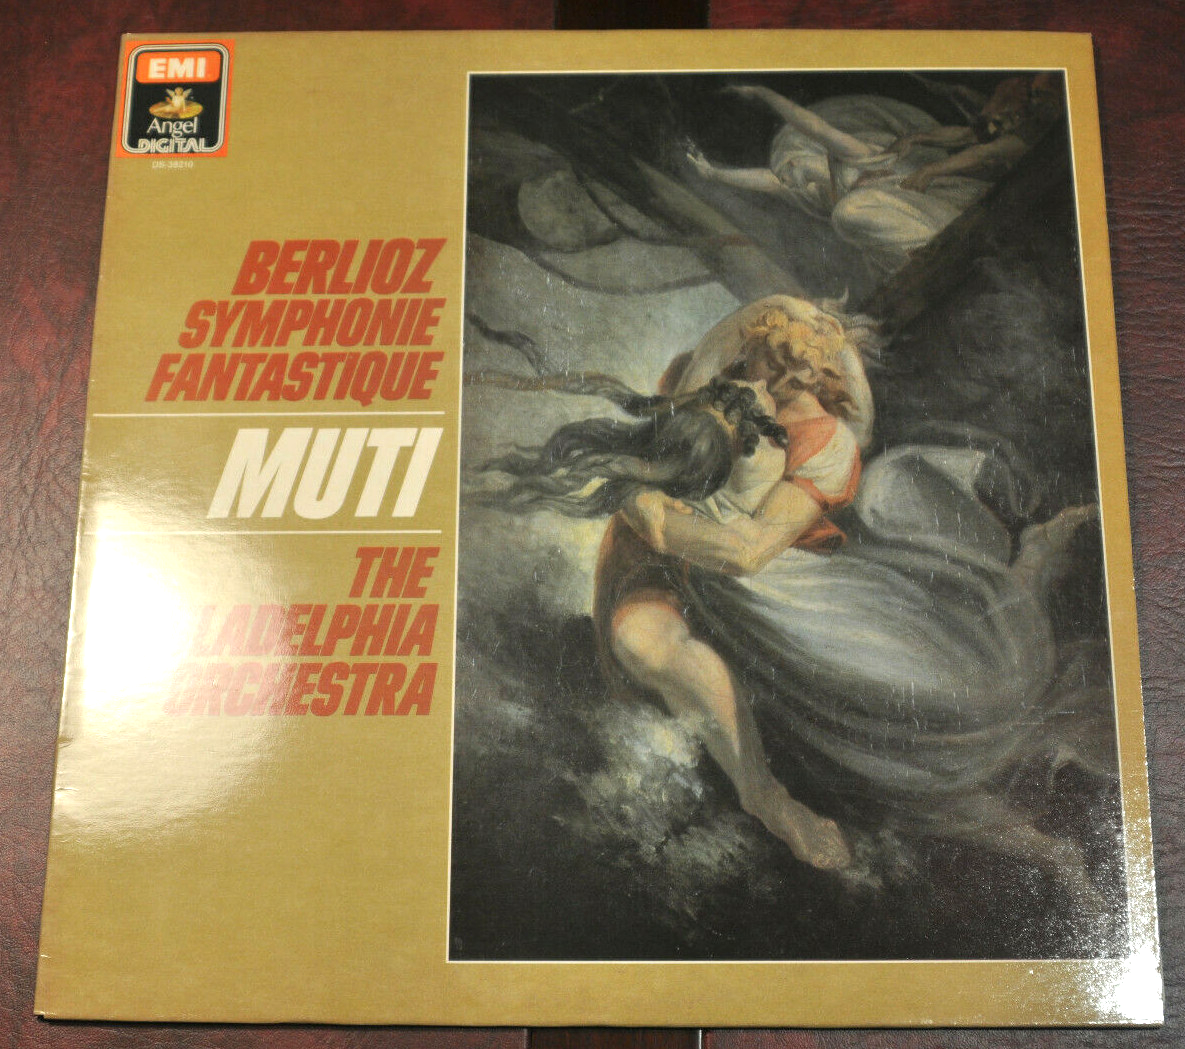 EMI
Angel
DIGITAL
DS-38210
BERLIOZ
SYMPHONIE
FANTASTIQUE
MUTI
THE
LADELPHIA
ORCHESTRA